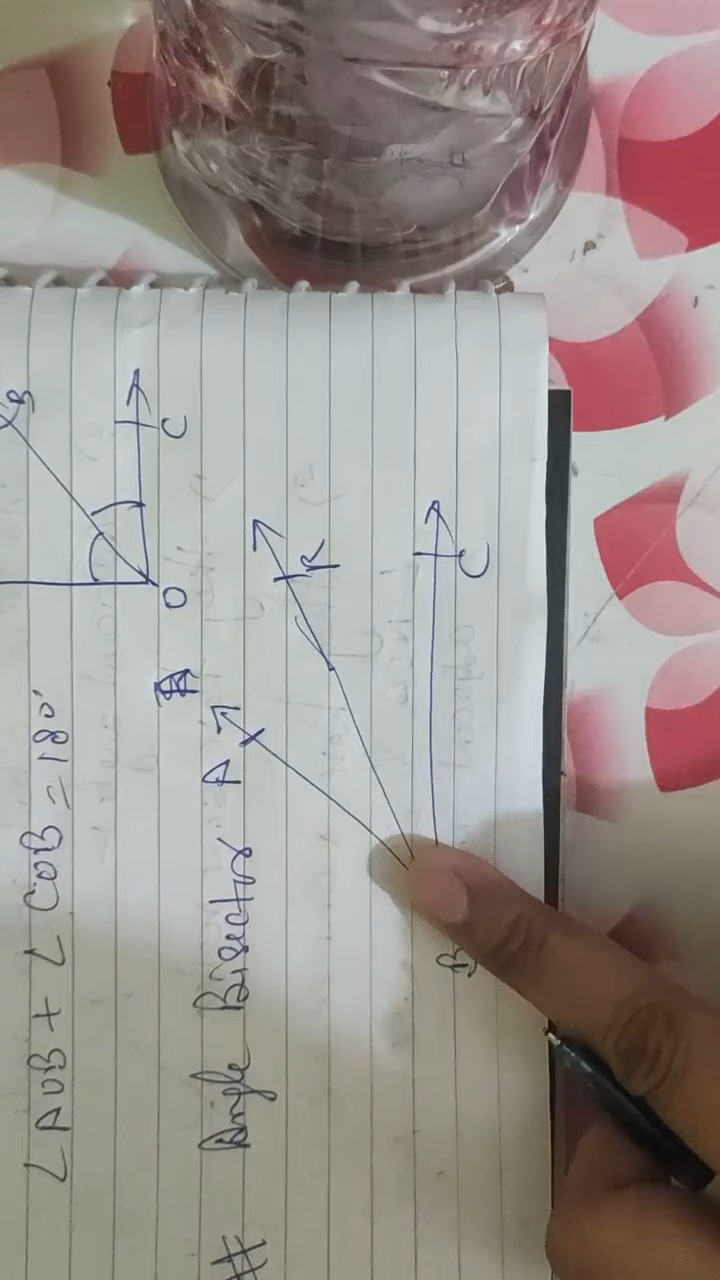 B
C
O
∠AOB + ∠COB = 180°
# Angle Bisector
A
K
C
B